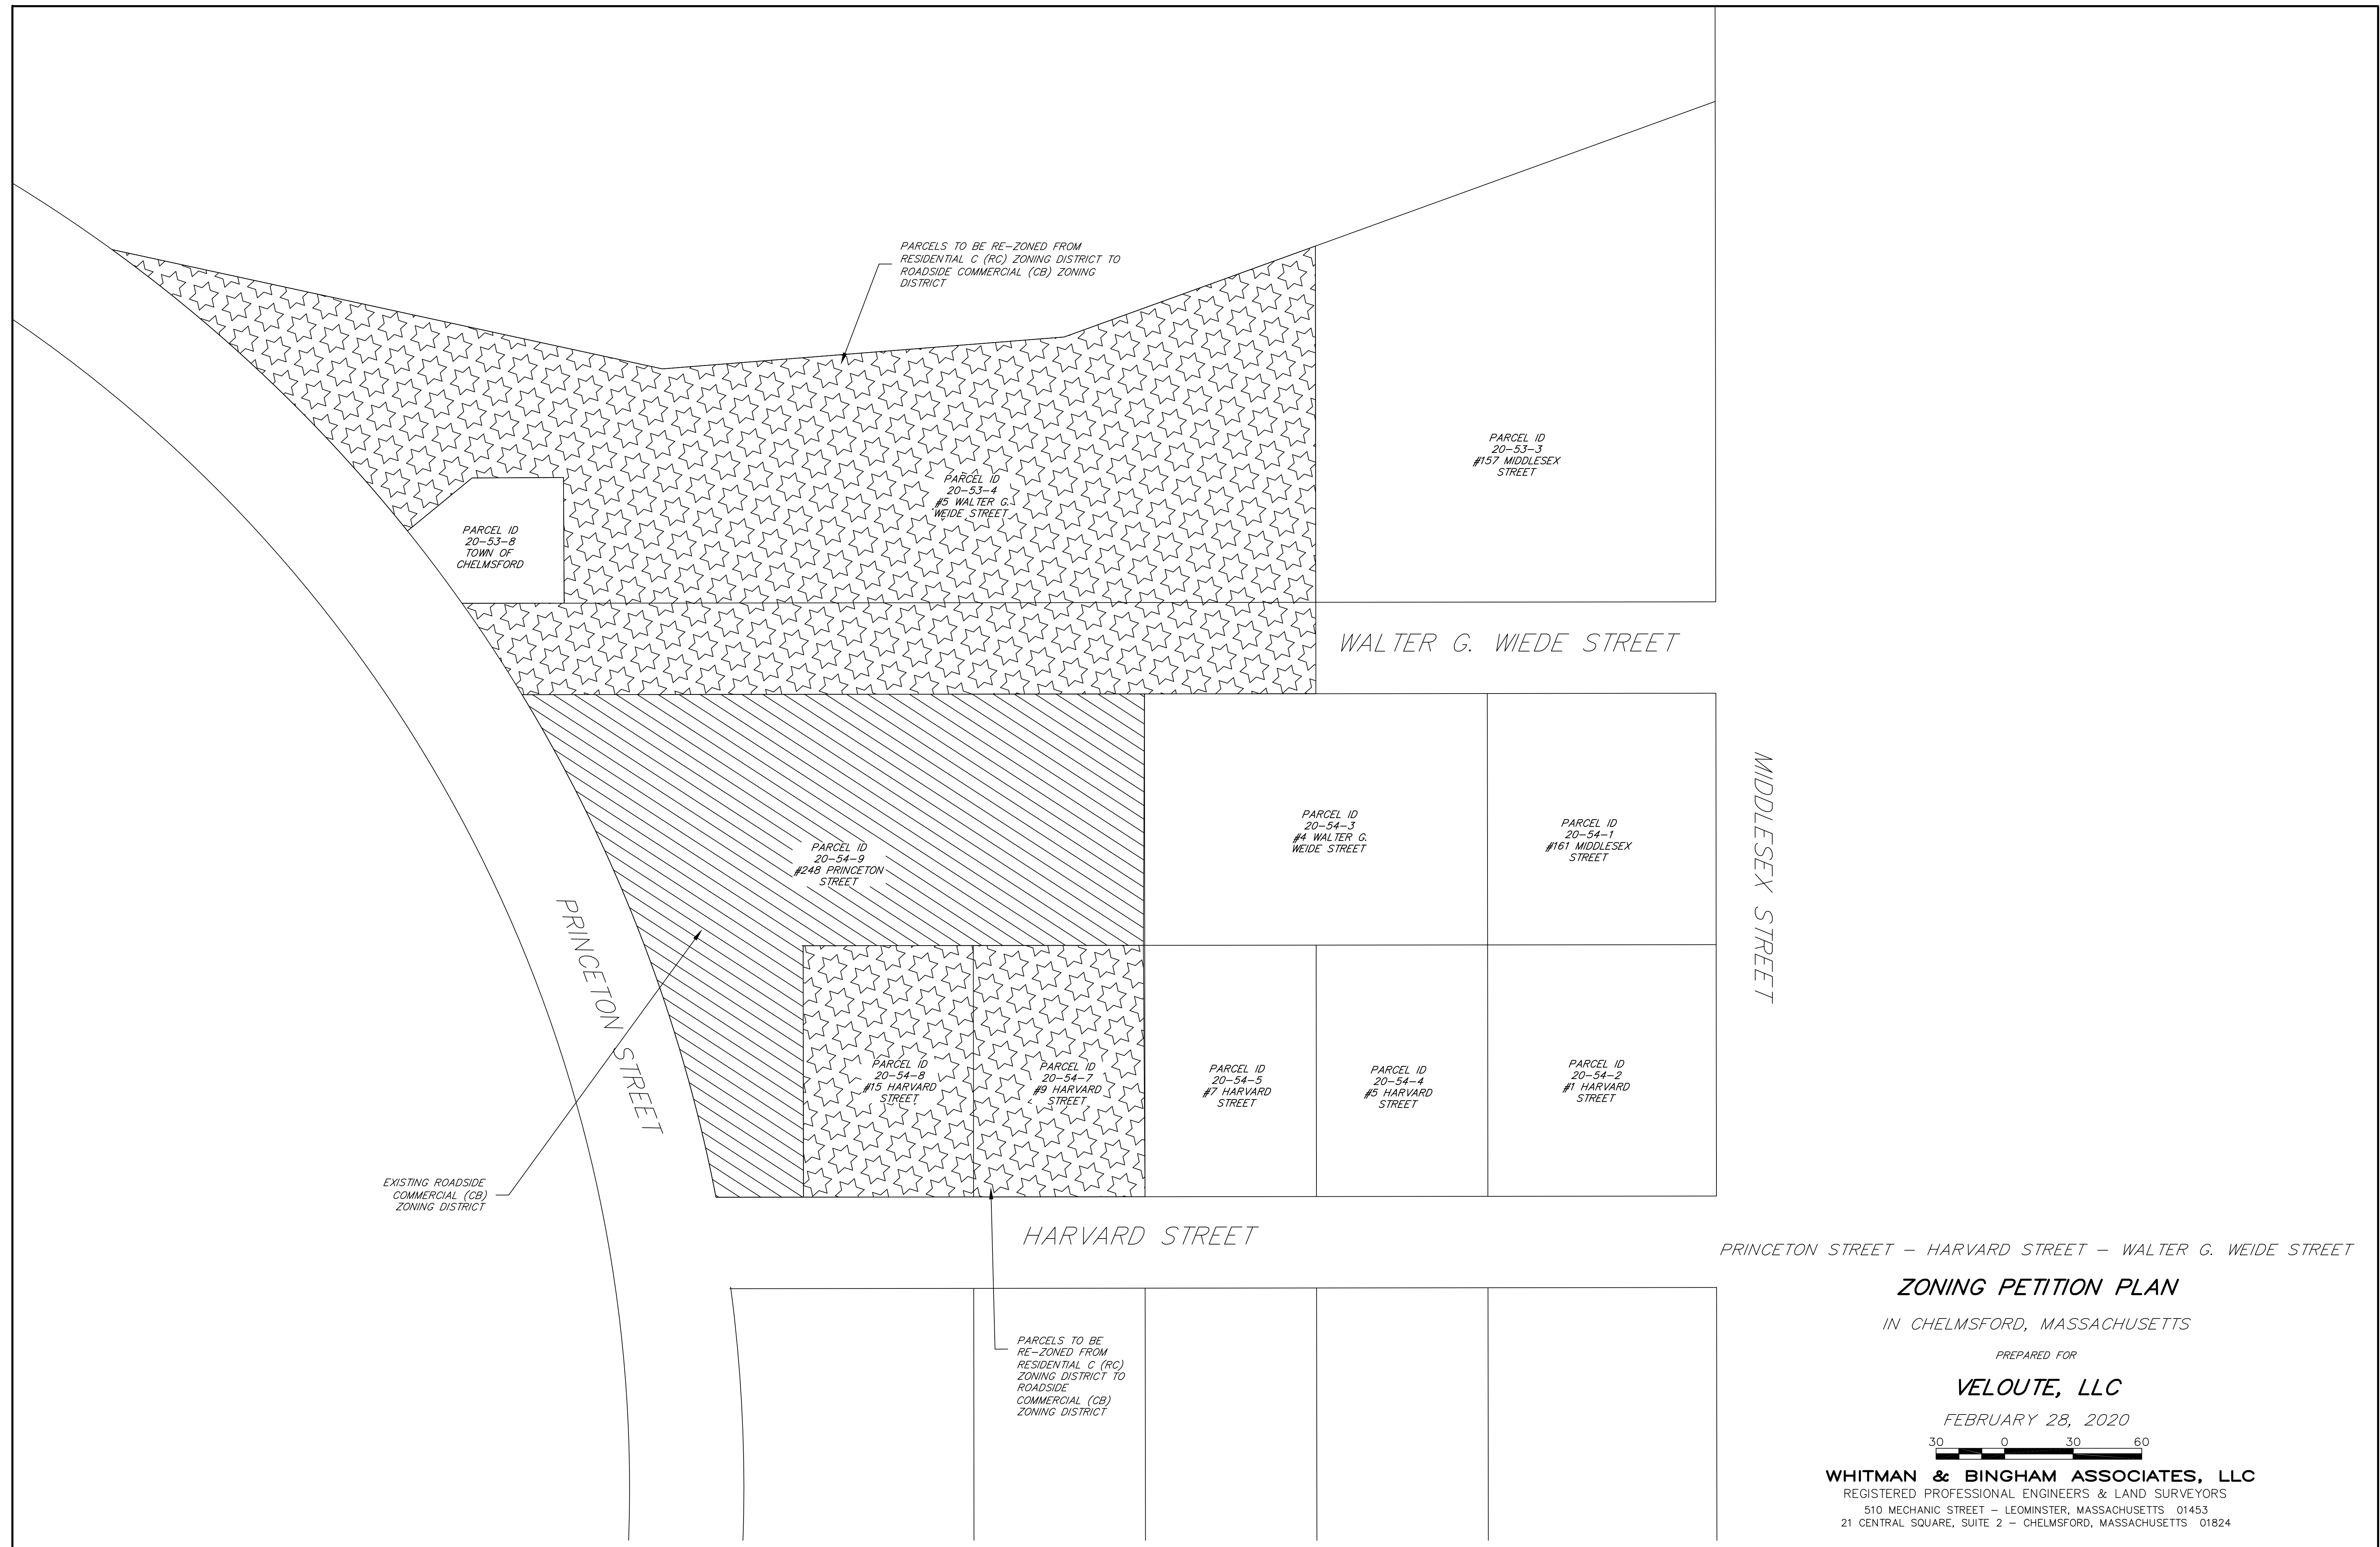 PARCELS TO BE RE-ZONED FROM
RESIDENTIAL C (RC) ZONING DISTRICT TO
ROADSIDE COMMERCIAL (CB) ZONING
DISTRICT
PARCEL ID
20-53-3
#157 MIDDLESEX
STREET
PARCEL ID
20-53-4
#5 WALTER G.
WEIDE STREET
PARCEL ID
20-53-8
TOWN OF
CHELMSFORD
WALTER G. WIEDE STREET
MIDDLESEX STREET
PARCEL ID
20-54-9
#248 PRINCETON
STREET
PARCEL ID
20-54-3
#4 WALTER G.
WEIDE STREET
PARCEL ID
20-54-1
#161 MIDDLESEX
STREET
PRINCETON STREET
PARCEL ID
20-54-8
#15 HARVARD
STREET
PARCEL ID
20-54-7
#9 HARVARD
STREET
PARCEL ID
20-54-5
#7 HARVARD
STREET
PARCEL ID
20-54-4
#5 HARVARD
STREET
PARCEL ID
20-54-2
#1 HARVARD
STREET
EXISTING ROADSIDE
COMMERCIAL (CB)
ZONING DISTRICT
HARVARD STREET
PARCELS TO BE
RE-ZONED FROM
RESIDENTIAL C (RC)
ZONING DISTRICT TO
ROADSIDE
COMMERCIAL (CB)
ZONING DISTRICT
PRINCETON STREET - HARVARD STREET - WALTER G. WEIDE STREET
ZONING PETITION PLAN
IN CHELMSFORD, MASSACHUSETTS
PREPARED FOR
VELOUTE, LLC
FEBRUARY 28, 2020
30 0 30 60
WHITMAN & BINGHAM ASSOCIATES, LLC
REGISTERED PROFESSIONAL ENGINEERS & LAND SURVEYORS
510 MECHANIC STREET - LEOMINSTER, MASSACHUSETTS 01453
21 CENTRAL SQUARE, SUITE 2 - CHELMSFORD, MASSACHUSETTS 01824